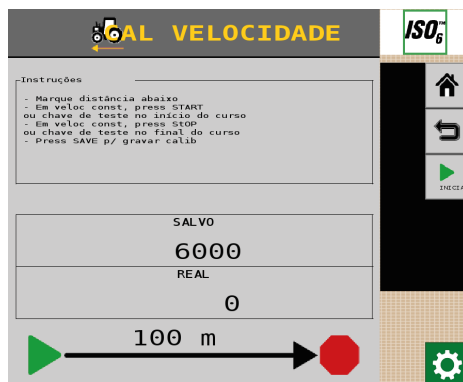 CAL VELOCIDADE
ISO6™
Instruções
- Marque distância abaixo
- Em veloc const, press START
ou chave de teste no início do curso
- Em veloc const, press StOP
ou chave de teste no final do curso
- Press SAVE p/ gravar calib
INICIA
SALVO
6000
REAL
0
100 m